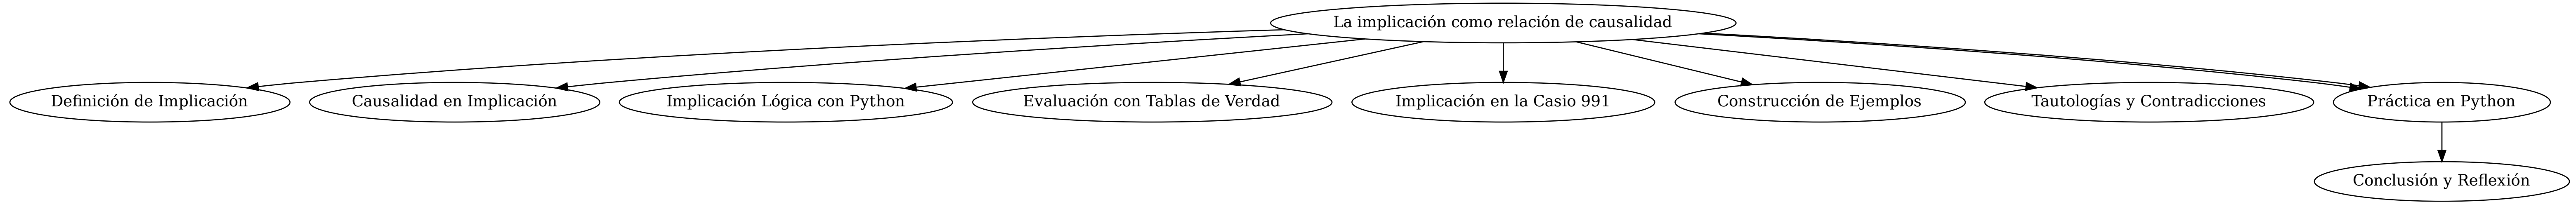 La implicación como relación de causalidad
Definición de Implicación
Causalidad en Implicación
Implicación Lógica con Python
Evaluación con Tablas de Verdad
Implicación en la Casio 991
Construcción de Ejemplos
Tautologías y Contradicciones
Práctica en Python
Conclusión y Reflexión